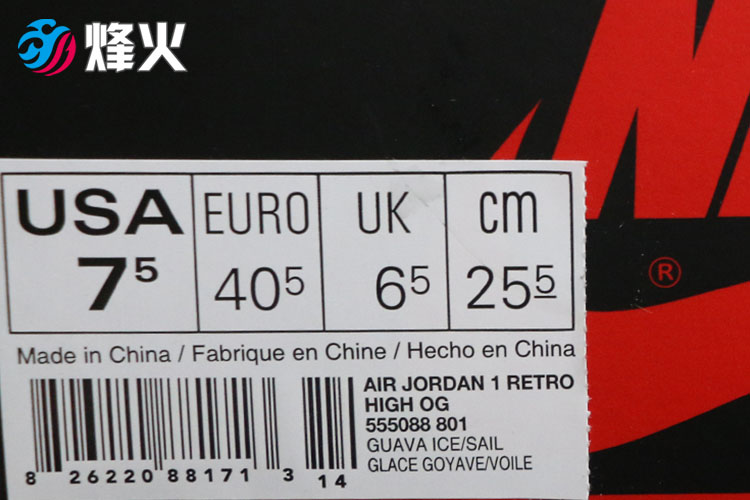 烽火
USA EURO UK cm
7⁵ 40⁵ 6⁵ 25⁵
Made in China / Fabrique en Chine / Hecho en China
AIR JORDAN 1 RETRO
HIGH OG
555088 801
GUAVA ICE/SAIL
GLACE GOYAVE/VOILE
8 26220 88171 3 14
®